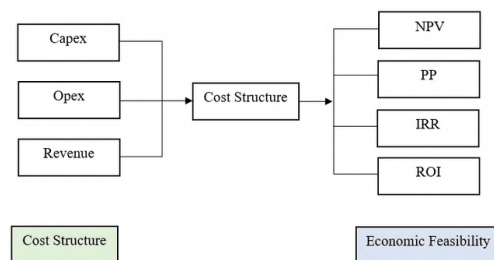 Capex
Opex
Revenue
Cost Structure
NPV
PP
IRR
ROI
Cost Structure
Economic Feasibility